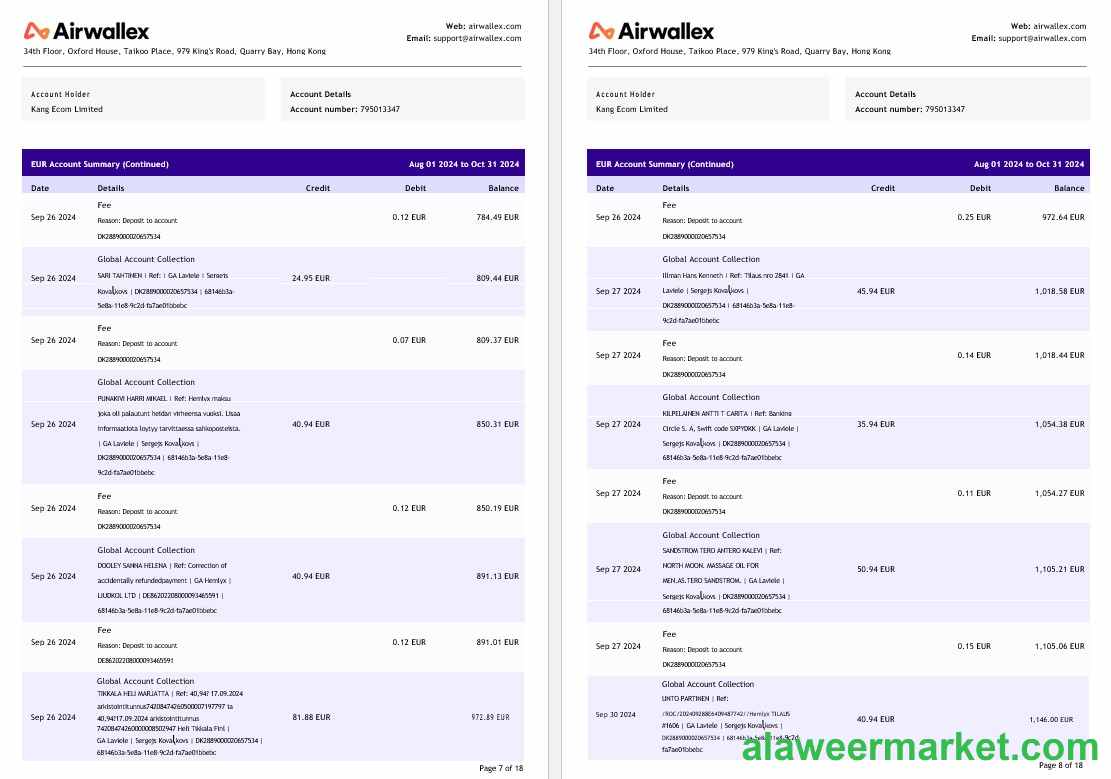 Airwallex
Web: airwallex.com
Email: support@airwallex.com
34th Floor, Oxford House, Taikoo Place, 979 King's Road, Quarry Bay, Hong Kong
Account Holder
Kang Ecom Limited
Account Details
Account number: 795013347
EUR Account Summary (Continued) Aug 01 2024 to Oct 31 2024
Date Details Credit Debit Balance
Fee
Sep 26 2024 0.12 EUR 784.49 EUR
Reason: Deposit to account
DK2889000020657534
Global Account Collection
SARI TAHTINEN | Ref: | GA Laviele | Sergejs
Sep 26 2024 24.95 EUR 809.44 EUR
Kovaļkovs | DK2889000020657534 | 68146b3a-
5e8a-11e8-9c2d-fa7ae01bbebc
Fee
Sep 26 2024 0.07 EUR 809.37 EUR
Reason: Deposit to account
DK2889000020657534
Global Account Collection
PUNAKIVI HARRI MIKAEL | Ref: Hemlyx maksu
joka oli palautunt heidan virheensa vuoksi. Lisaa
Sep 26 2024 40.94 EUR 850.31 EUR
informaatiota loytyy tarvittaessa sahkoposteista.
| GA Laviele | Sergejs Kovaļkovs |
DK2889000020657534 | 68146b3a-5e8a-11e8-
9c2d-fa7ae01bbebc
Fee
Sep 26 2024 0.12 EUR 850.19 EUR
Reason: Deposit to account
DK2889000020657534
Global Account Collection
DOOLEY SANNA HELENA | Ref: Correction of
Sep 26 2024 40.94 EUR 891.13 EUR
accidentally refundedpayment | GA Hemlyx |
LIUDKOL LTD | DE86202208000093465591 |
68146b3a-5e8a-11e8-9c2d-fa7ae01bbebc
Fee
Sep 26 2024 0.12 EUR 891.01 EUR
Reason: Deposit to account
DE86202208000093465591
Global Account Collection
TIKKALA HELI MARJATTA | Ref: 40,94? 17.09.2024
arkistointitunnus74208474260500007197797 ta
Sep 26 2024 81.88 EUR 972.89 EUR
40,94?17.09.2024 arkistointitunnus
74208474260000008502947 Heli Tikkala Finl |
GA Laviele | Sergejs Kovaļkovs | DK2889000020657534 |
68146b3a-5e8a-11e8-9c2d-fa7ae01bbebc
Page 7 of 18
Airwallex
Web: airwallex.com
Email: support@airwallex.com
34th Floor, Oxford House, Taikoo Place, 979 King's Road, Quarry Bay, Hong Kong
Account Holder
Kang Ecom Limited
Account Details
Account number: 795013347
EUR Account Summary (Continued) Aug 01 2024 to Oct 31 2024
Date Details Credit Debit Balance
Fee
Sep 26 2024 0.25 EUR 972.64 EUR
Reason: Deposit to account
DK2889000020657534
Global Account Collection
Illman Hans Kenneth | Ref: Tilaus nro 2841 | GA
Sep 27 2024 45.94 EUR 1,018.58 EUR
Laviele | Sergejs Kovaļkovs |
DK2889000020657534 | 68146b3a-5e8a-11e8-
9c2d-fa7ae01bbebc
Fee
Sep 27 2024 0.14 EUR 1,018.44 EUR
Reason: Deposit to account
DK2889000020657534
Global Account Collection
KILPELAINEN ANTTI T CARITA | Ref: Banking
Sep 27 2024 35.94 EUR 1,054.38 EUR
Circle S. A, Swift code SXPYDKK | GA Laviele |
Sergejs Kovaļkovs | DK2889000020657534 |
68146b3a-5e8a-11e8-9c2d-fa7ae01bbebc
Fee
Sep 27 2024 0.11 EUR 1,054.27 EUR
Reason: Deposit to account
DK2889000020657534
Global Account Collection
SANDSTROM TERO ANTERO KALEVI | Ref:
NORTH MOON. MASSAGE OIL FOR
Sep 27 2024 50.94 EUR 1,105.21 EUR
MEN.AS.TERO SANDSTROM. | GA Laviele |
Sergejs Kovaļkovs | DK2889000020657534 |
68146b3a-5e8a-11e8-9c2d-fa7ae01bbebc
Fee
Sep 27 2024 0.15 EUR 1,105.06 EUR
Reason: Deposit to account
DK2889000020657534
Global Account Collection
UNTO PARTINEN | Ref:
Sep 30 2024 40.94 EUR 1,146.00 EUR
/ROC/20240928BE6409487742//Hemlyx TILAUS
#1606 | GA Laviele | Sergejs Kovaļkovs |
DK2889000020657534 | 68146b3a-5e8a-11e8-9c2d-
fa7ae01bbebc
alaweermarket.com
Page 8 of 18